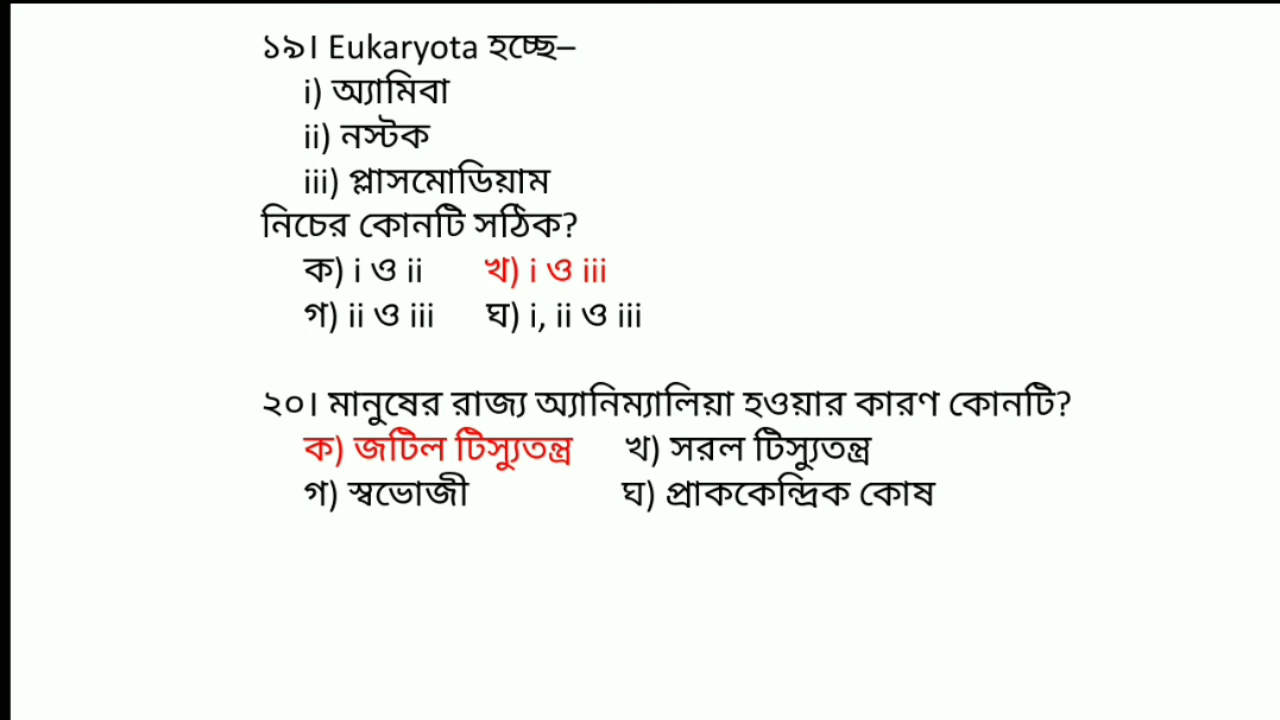 ১৯। Eukaryota হচ্ছে–
i) অ্যামিবা
ii) নস্টক
iii) প্লাসমোডিয়াম
নিচের কোনটি সঠিক?
ক) i ও ii খ) i ও iii
গ) ii ও iii ঘ) i, ii ও iii
২০। মানুষের রাজ্য অ্যানিম্যালিয়া হওয়ার কারণ কোনটি?
ক) জটিল টিস্যুতন্ত্র খ) সরল টিস্যুতন্ত্র
গ) স্বভোজী ঘ) প্রাককেন্দ্রিক কোষ